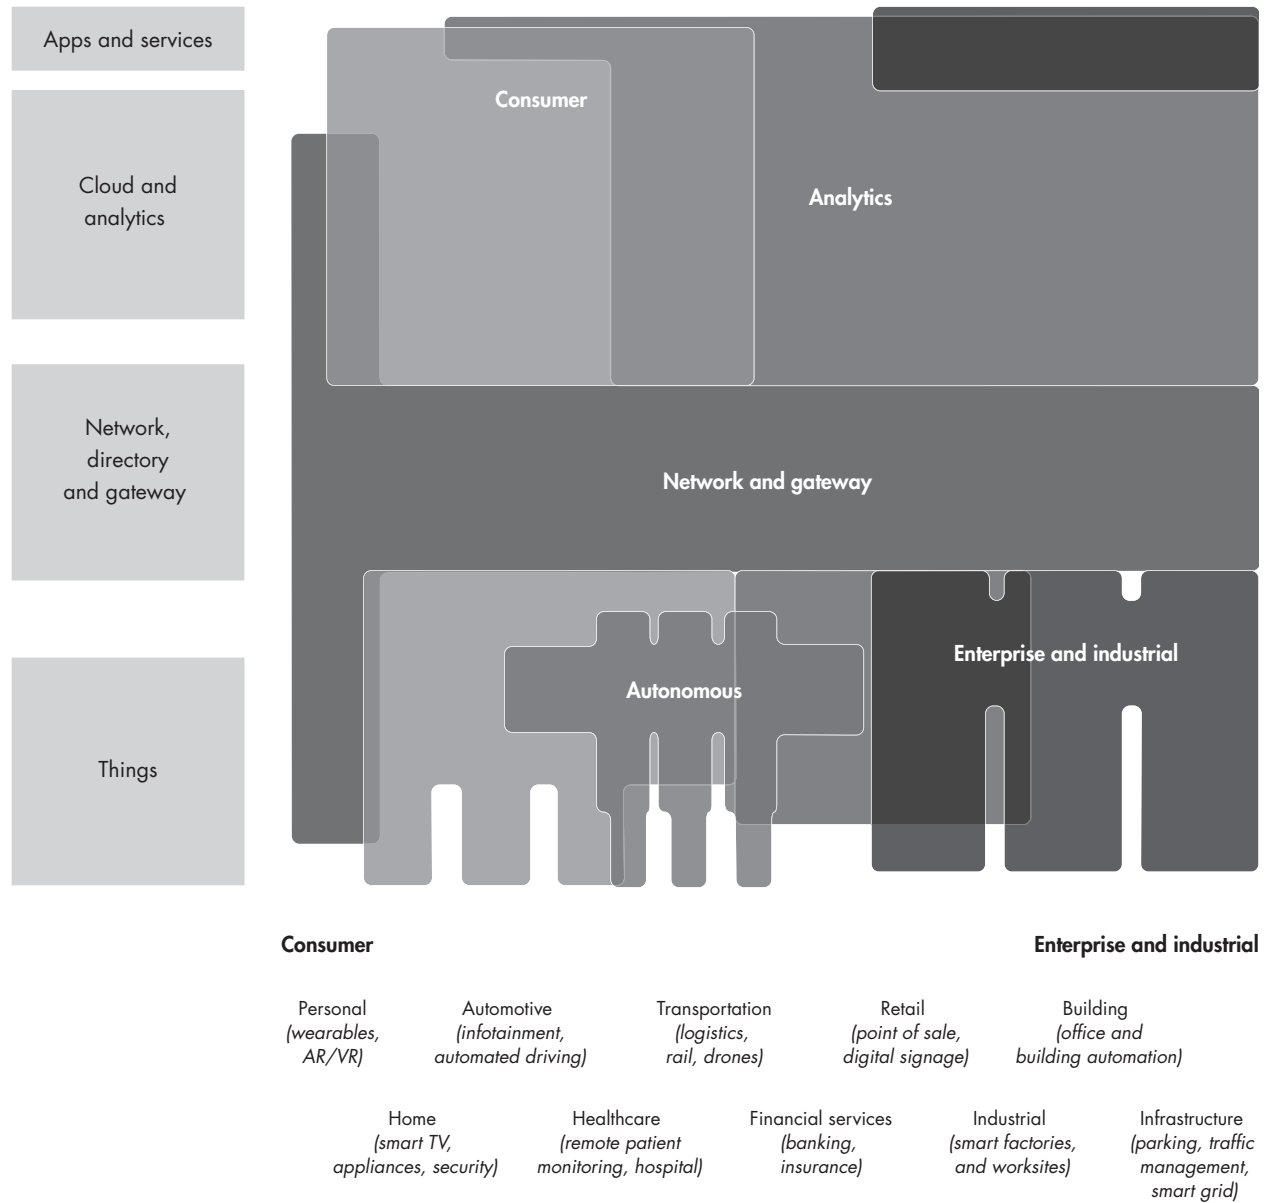 Apps and services
Cloud and
analytics
Network,
directory
and gateway
Things
Consumer
Analytics
Network and gateway
Autonomous
Enterprise and industrial
Consumer
Enterprise and industrial
Personal
(wearables,
AR/VR)
Automotive
(infotainment,
automated driving)
Transportation
(logistics,
rail, drones)
Retail
(point of sale,
digital signage)
Building
(office and
building automation)
Home
(smart TV,
appliances, security)
Healthcare
(remote patient
monitoring, hospital)
Financial services
(banking,
insurance)
Industrial
(smart factories,
and worksites)
Infrastructure
(parking, traffic
management,
smart grid)